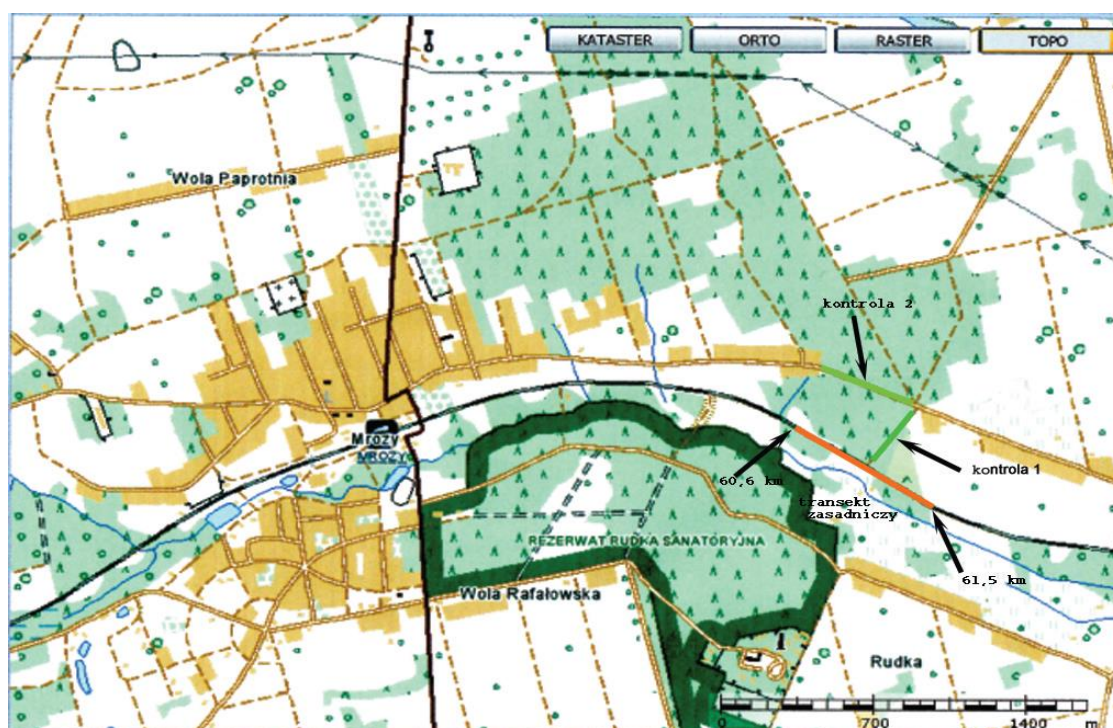 KATASTER
ORTO
RASTER
TOPO
Wola Paprotnia
kontrola 2
Mrozy
MROZY
60,6 km
kontrola 1
transekt
zasadniczy
REZERWAT RUDKA SANATORYJNA
61,5 km
Wola Rafałowska
Rudka
0 700 1400 m